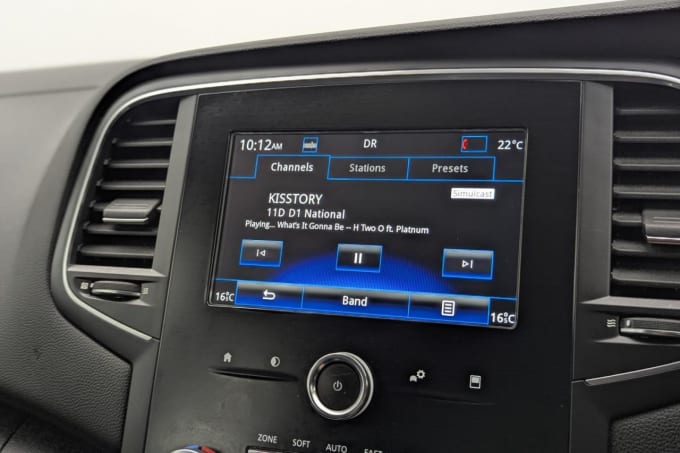 10:12AM DR 22°C
Channels Stations Presets
Simulcast
KISSTORY
11D D1 National
Playing... What's It Gonna Be -- H Two O ft. Platnum
16°C Band 16°C
ZONE SOFT AUTO